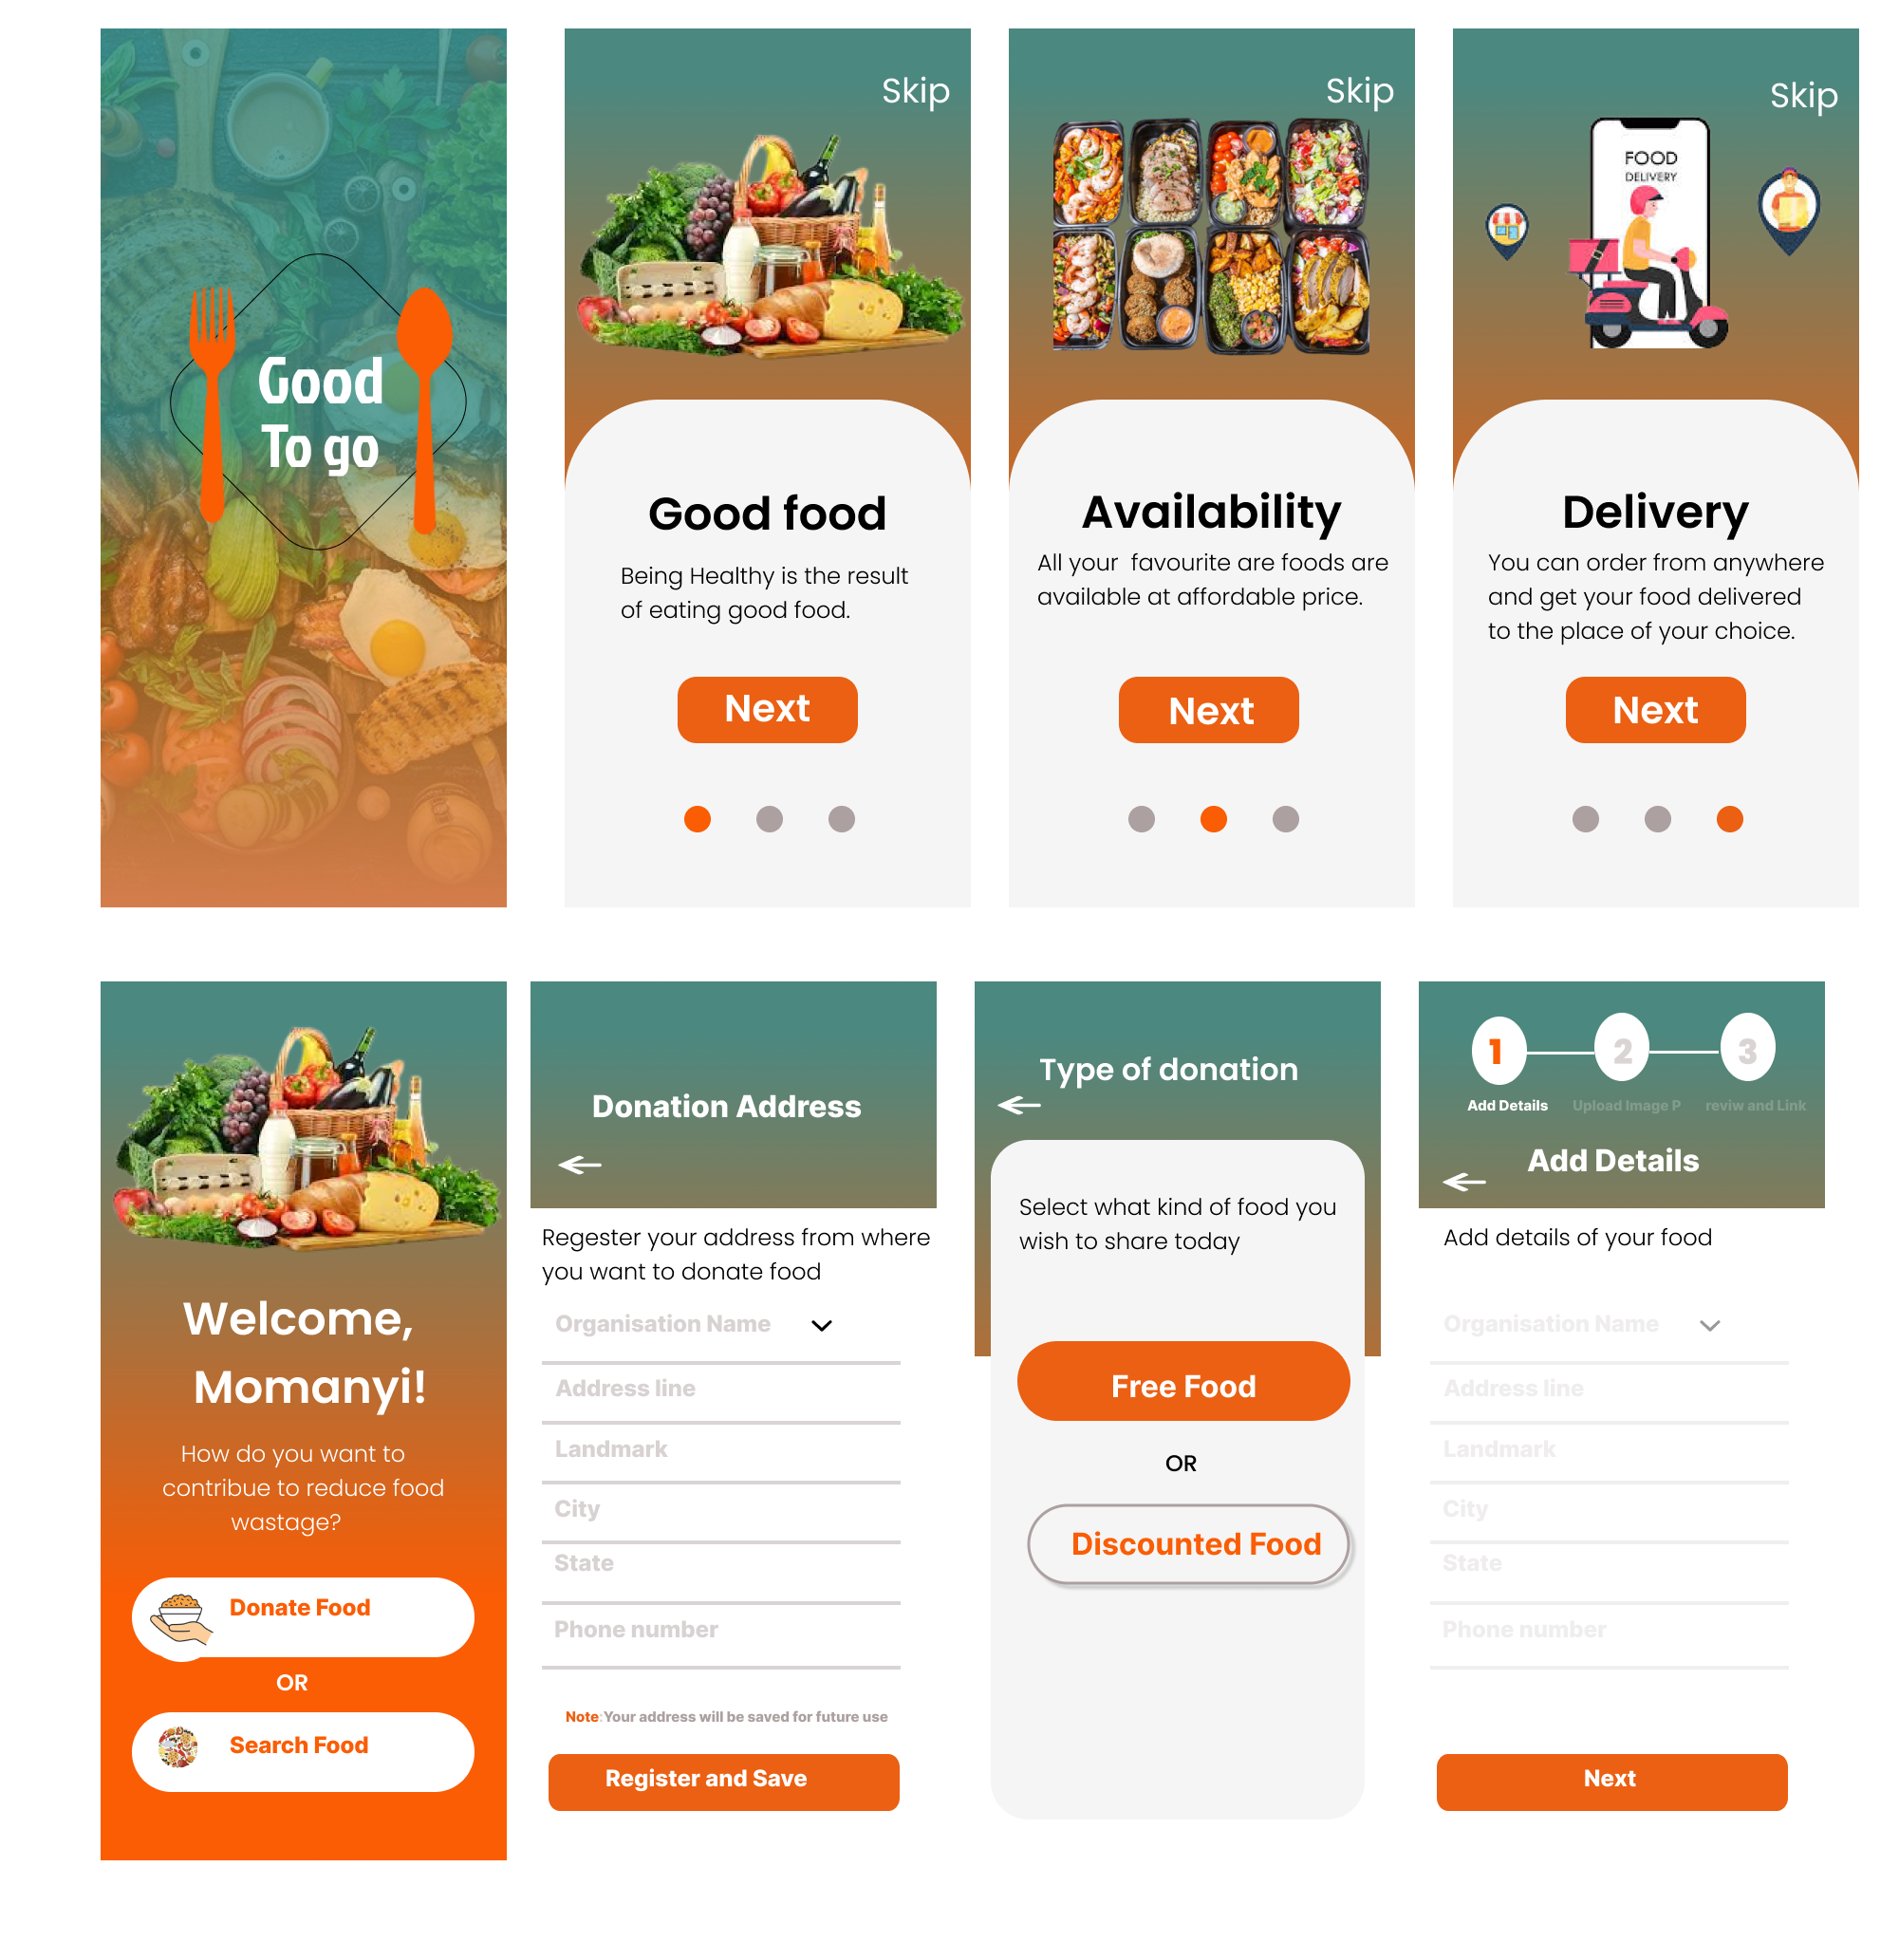 Good
To go
Skip
Good food
Being Healthy is the result
of eating good food.
Next
Skip
Availability
All your  favourite are foods are
available at affordable price.
Next
Skip
FOOD
DELIVERY
Delivery
You can order from anywhere
and get your food delivered
to the place of your choice.
Next
Welcome,
Momanyi!
How do you want to
contribue to reduce food
wastage?
Donate Food
OR
Search Food
Donation Address
Regester your address from where
you want to donate food
Organisation Name
Address line
Landmark
City
State
Phone number
Note:Your address will be saved for future use
Register and Save
Type of donation
Select what kind of food you
wish to share today
Free Food
OR
Discounted Food
1 2 3
Add Details Upload Image P reviw and Link
Add Details
Add details of your food
Organisation Name
Address line
Landmark
City
State
Phone number
Next